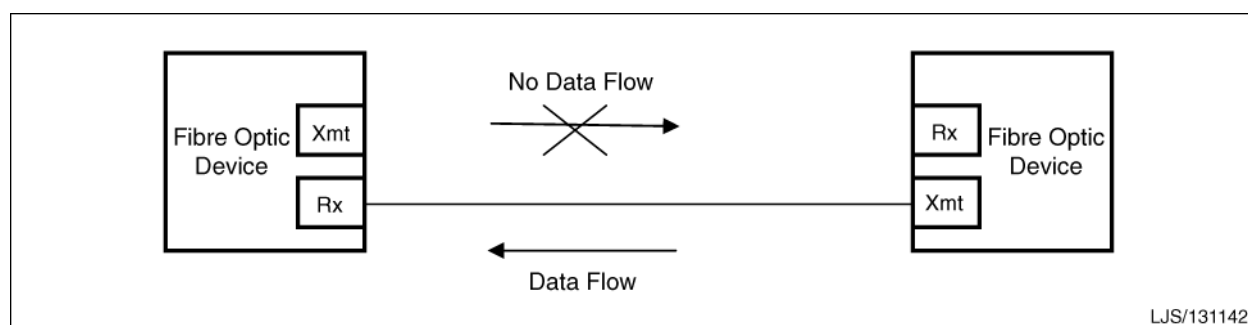 No Data Flow
Fibre Optic
Device
Xmt
Rx
Rx
Xmt
Fibre Optic
Device
Data Flow
LJS/131142